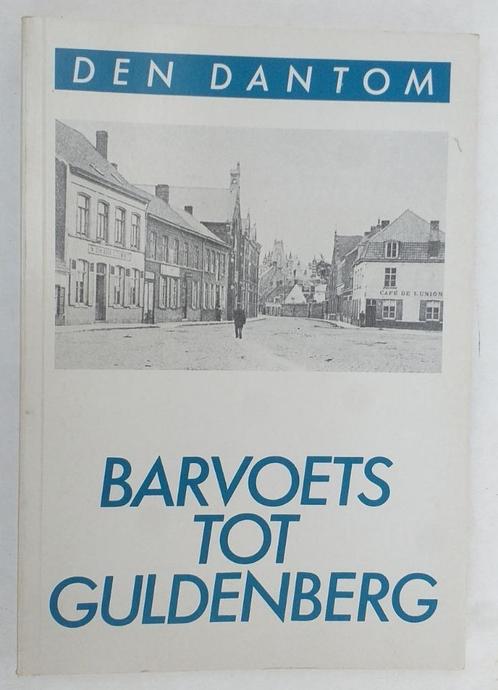 DEN DANTOM
CAFÉ DE L'UNION
BARVOETS
TOT
GULDENBERG